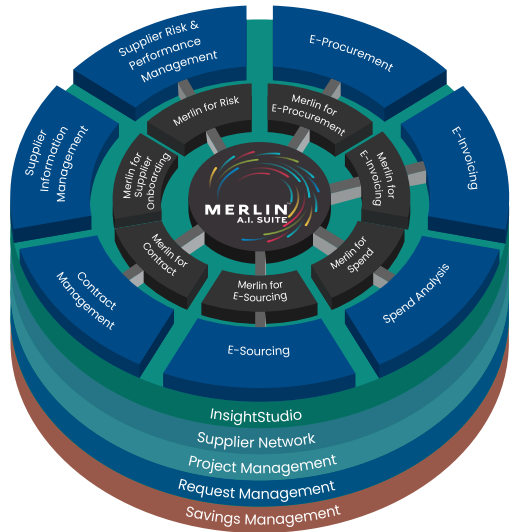 Supplier Risk &
Performance
Management
E-Procurement
Supplier
Information
Management
E-Invoicing
Merlin for Risk
Merlin for
E-Procurement
Merlin for
Supplier
Onboarding
Merlin for
E-Invoicing
MERLIN
A.I. SUITE
Merlin for
Contract
Merlin for
Spend
Merlin for
E-Sourcing
Contract
Management
Spend Analysis
E-Sourcing
InsightStudio
Supplier Network
Project Management
Request Management
Savings Management